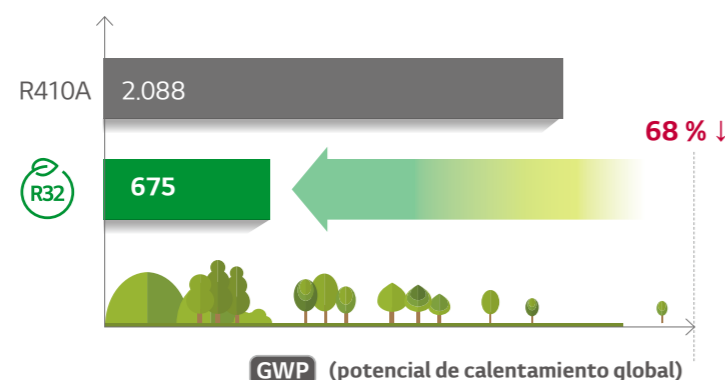 R410A 2.088
68 % ↓
R32 675
GWP (potencial de calentamiento global)